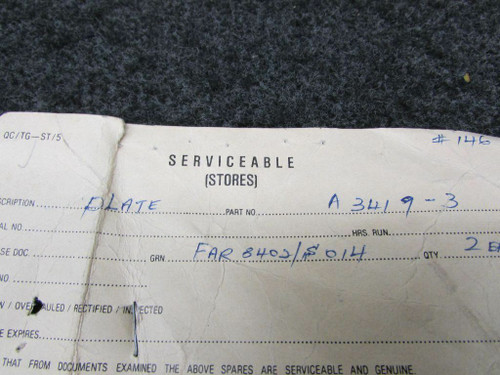 # 146
QC/TG—ST/5
SERVICEABLE
(STORES)
SCRIPTION PLATE PART NO A 3419-3
AL NO HRS RUN
SE DOC GRN FAR 8402/$014 QTY 2 EA
NO
W / OVERHAULED / RECTIFIED / INSPECTED
E EXPIRES
THAT FROM DOCUMENTS EXAMINED THE ABOVE SPARES ARE SERVICEABLE AND GENUINE.